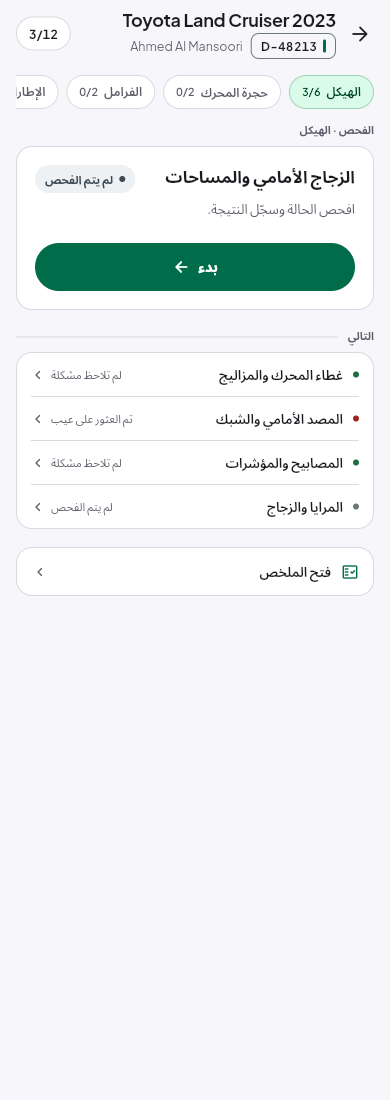 Toyota Land Cruiser 2023
D-48213 Ahmed Al Mansoori
3/12
الهيكل 3/6
حجرة المحرك 0/2
الفرامل 0/2
الإطارا
الفحص · الهيكل
الزجاج الأمامي والمساحات
لم يتم الفحص
افحص الحالة وسجّل النتيجة.
بدء
التالي
غطاء المحرك والمزاليج لم تلاحظ مشكلة
المصد الأمامي والشبك تم العثور على عيب
المصابيح والمؤشرات لم تلاحظ مشكلة
المرايا والزجاج لم يتم الفحص
فتح الملخص